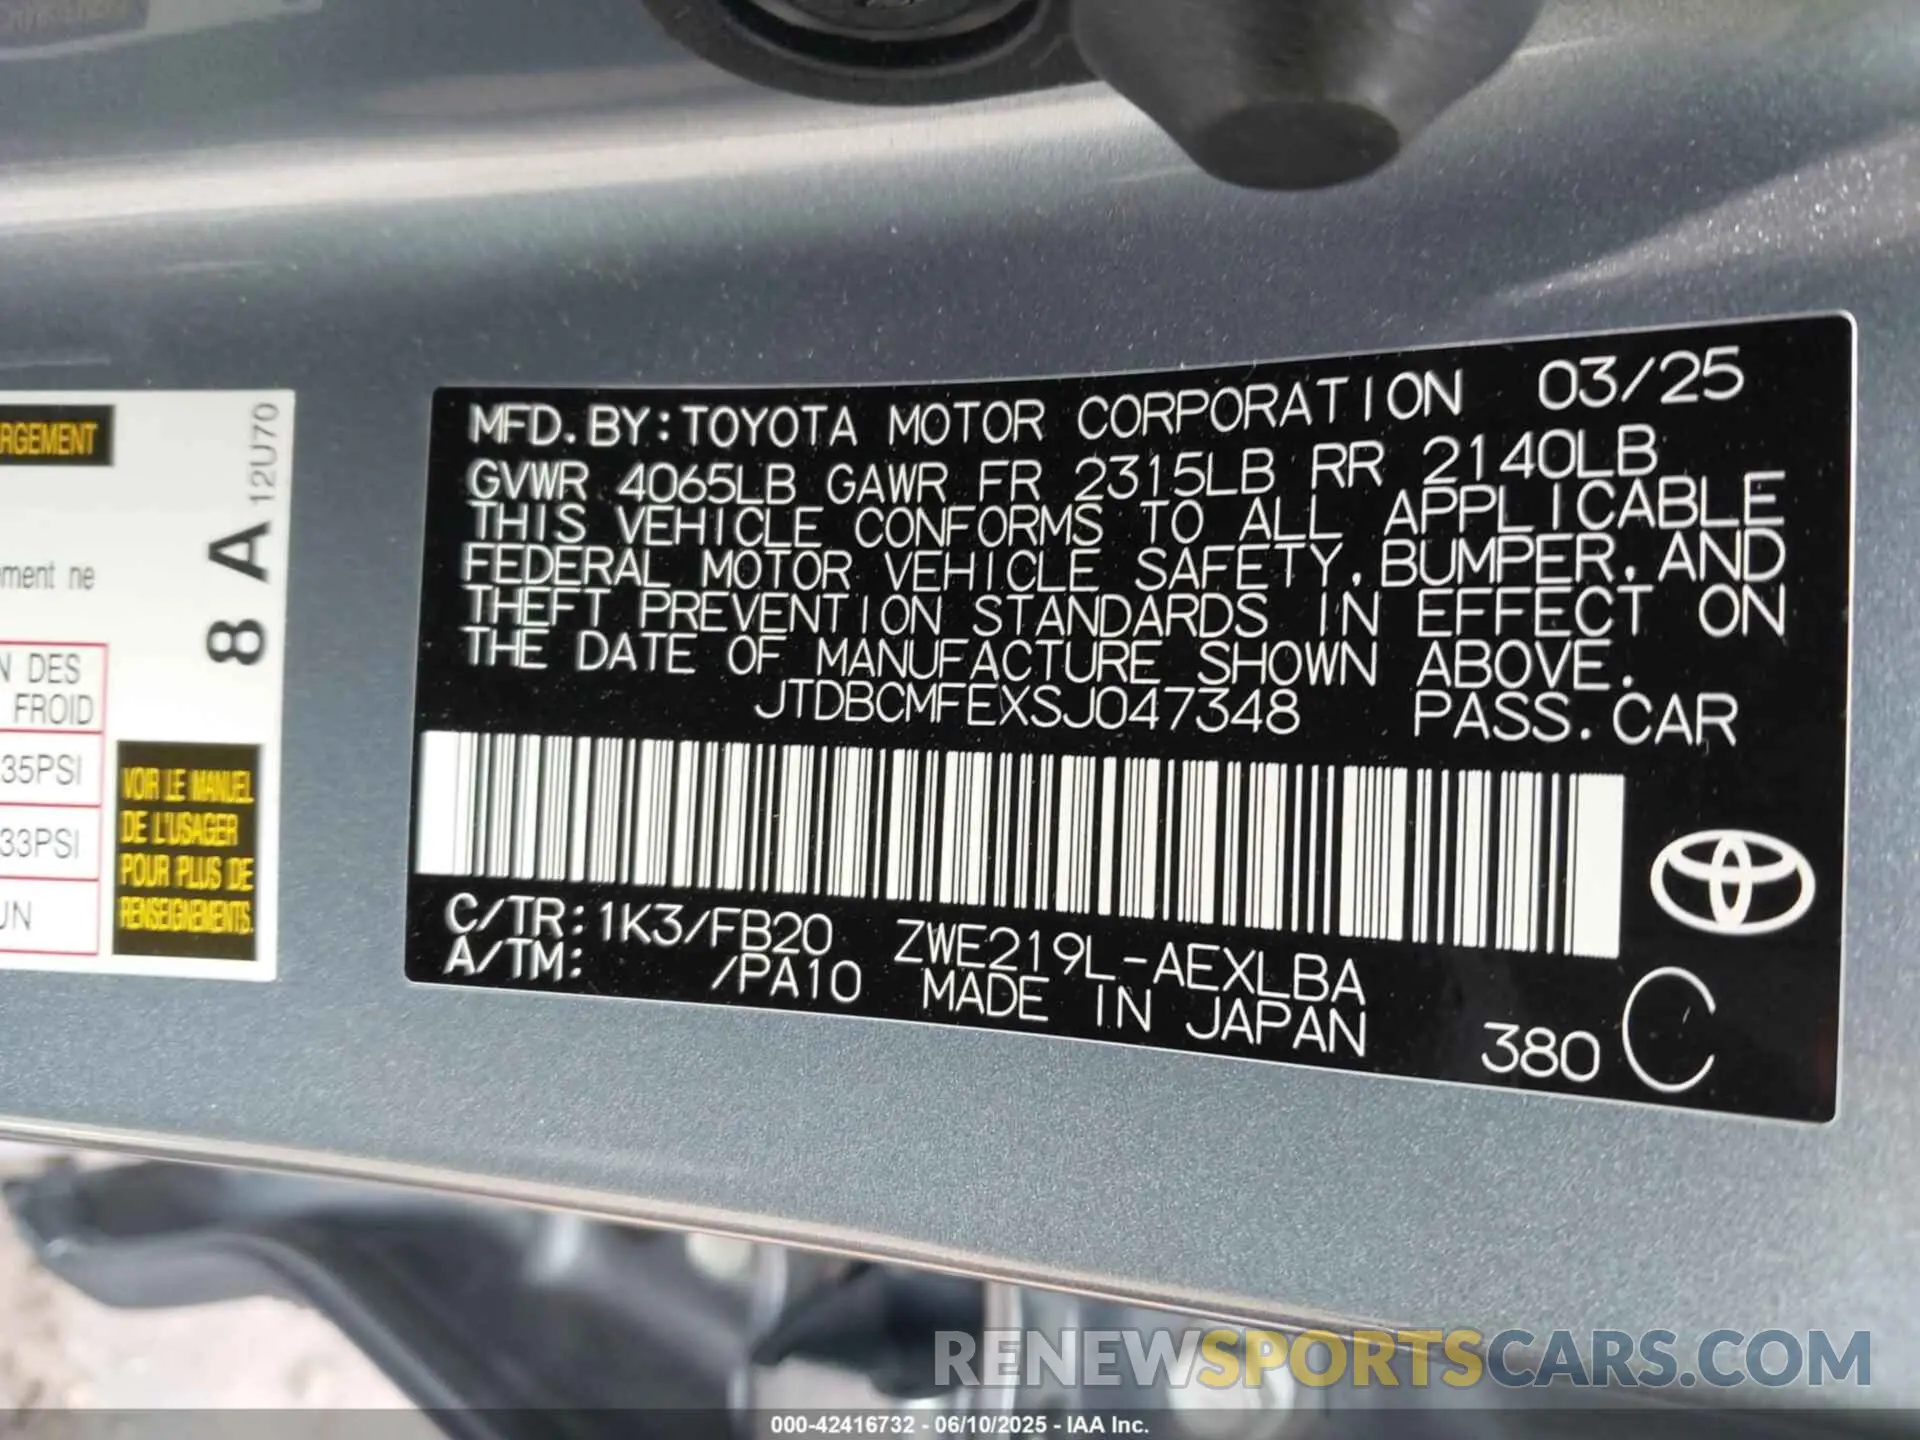 RGEMENT
12U70
8 A
ment ne
N DES
FROID
35PSI
33PSI
UN
VOIR LE MANUEL
DE L'USAGER
POUR PLUS DE
RENSEIGNEMENTS.
MFD. BY: TOYOTA MOTOR CORPORATION 03/25
GVWR 4065LB GAWR FR 2315LB RR 2140LB
THIS VEHICLE CONFORMS TO ALL APPLICABLE
FEDERAL MOTOR VEHICLE SAFETY, BUMPER, AND
THEFT PREVENTION STANDARDS IN EFFECT ON
THE DATE OF MANUFACTURE SHOWN ABOVE.
JTDBCMFEXSJ047348 PASS. CAR
C/TR: 1K3/FB20 ZWE219L-AEXLBA
A/TM: /PA10 MADE IN JAPAN
380 C
RENEWSPORTSCARS.COM
000-42416732 - 06/10/2025 - IAA Inc.